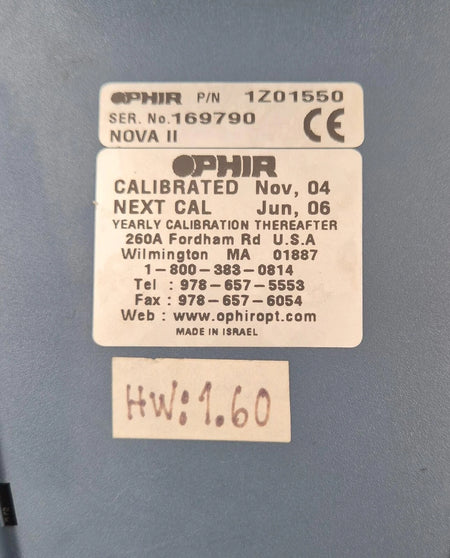 OPHIR P/N 1Z01550
SER. No.169790
NOVA II CE
OPHIR
CALIBRATED Nov, 04
NEXT CAL Jun, 06
YEARLY CALIBRATION THEREAFTER
260A Fordham Rd U.S.A
Wilmington MA 01887
1-800-383-0814
Tel : 978-657-5553
Fax : 978-657-6054
Web : www.ophiropt.com
MADE IN ISRAEL
HW:1.60